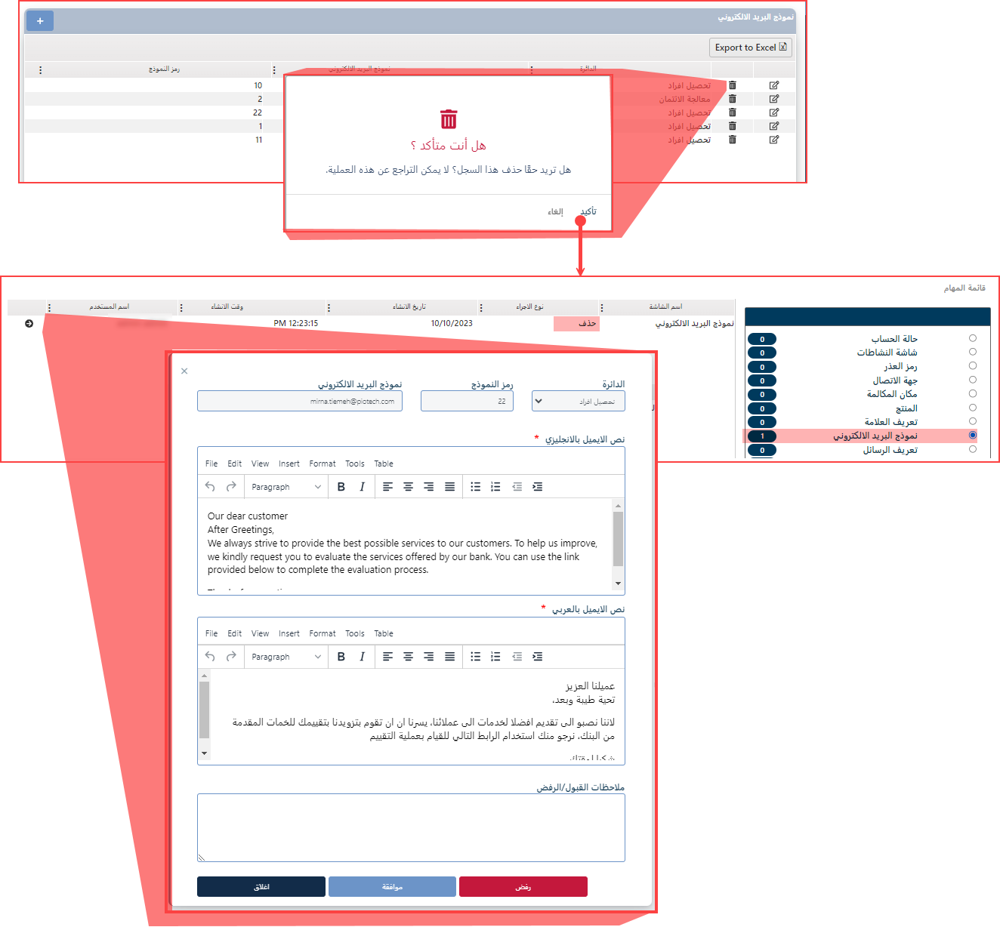 نموذج البريد الالكتروني
+
Export to Excel
الدائرة
نموذج البريد الالكتروني
رمز النموذج
تحصيل افراد
10
معالجة الائتمان
2
تحصيل افراد
22
تحصيل افراد
1
تحصيل افراد
11
هل أنت متأكد ؟
هل تريد حقًا حذف هذا السجل؟ لا يمكن التراجع عن هذه العملية.
تأكيد
إلغاء
قائمة المهام
اسم الشاشة
نوع الاجراء
تاريخ الانشاء
وقت الانشاء
اسم المستخدم
نموذج البريد الالكتروني
حذف
10/10/2023
PM 12:23:15
حالة الحساب
0
شاشة النشاطات
0
رمز العذر
0
جهة الاتصال
0
مكان المكالمة
0
المنتج
0
تعريف العلامة
0
نموذج البريد الالكتروني
1
تعريف الرسائل
0
×
الدائرة
رمز النموذج
نموذج البريد الالكتروني
تحصيل افراد
22
mirna.tiemeh@piotech.com
نص الايميل بالانجليزي *
File Edit View Insert Format Tools Table
Paragraph B I
Our dear customer
After Greetings,
We always strive to provide the best possible services to our customers. To help us improve,
we kindly request you to evaluate the services offered by our bank. You can use the link
provided below to complete the evaluation process.
نص الايميل بالعربي *
File Edit View Insert Format Tools Table
Paragraph B I
عميلنا العزيز
تحية طيبة وبعد،
لاننا نصبو الى تقديم افضلا لخدمات الى عملائنا، يسرنا ان ان تقوم بتزويدنا بتقييمك للخمات المقدمة
من البنك، نرجو منك استخدام الرابط التالي للقيام بعملية التقييم
ملاحظات القبول/الرفض
رفض
موافقة
اغلاق